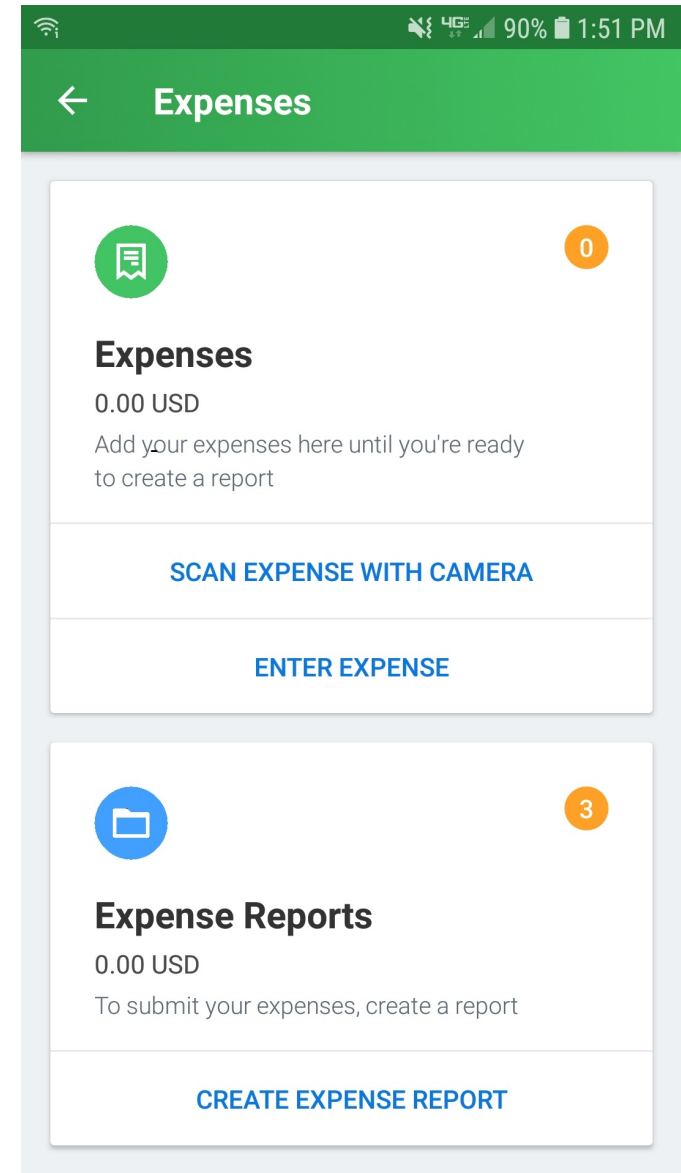 4GE 90% 1:51 PM
Expenses
0
Expenses
0.00 USD
Add your expenses here until you're ready
to create a report
SCAN EXPENSE WITH CAMERA
ENTER EXPENSE
3
Expense Reports
0.00 USD
To submit your expenses, create a report
CREATE EXPENSE REPORT